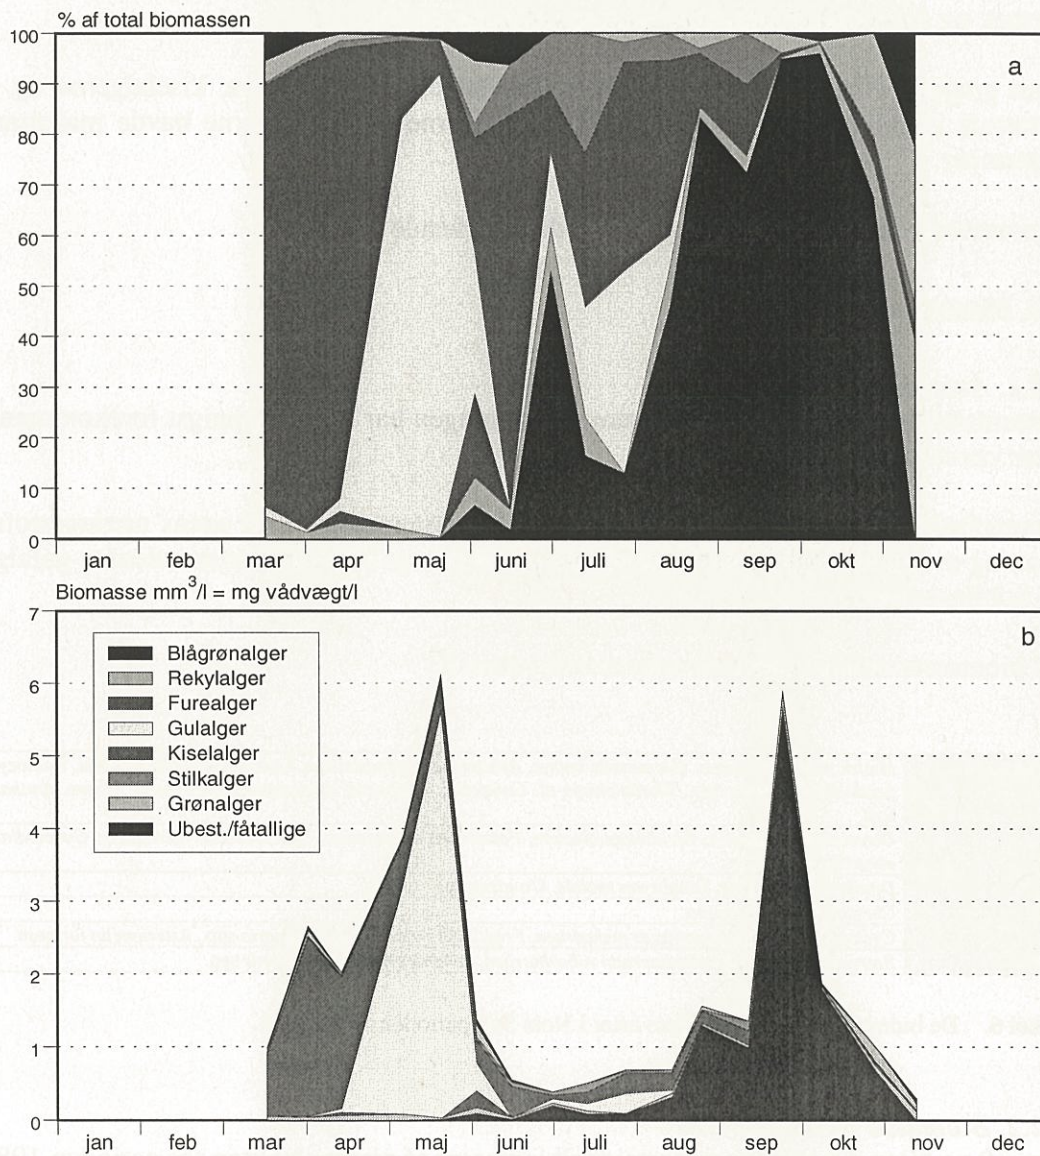 % af total biomassen
a
100
90
80
70
60
50
40
30
20
10
0
jan feb mar apr maj juni juli aug sep okt nov dec
Biomasse mm³/l = mg vådvægt/l
b
7
6
5
4
3
2
1
0
Blågrønalger
Rekylalger
Furealger
Gulalger
Kiselalger
Stilkalger
Grønalger
Ubest./fåtallige
jan feb mar apr maj juni juli aug sep okt nov dec